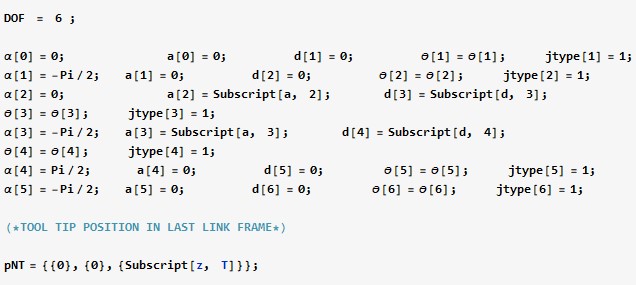 DOF = 6 ;
α[0] = 0; a[0] = 0; d[1] = 0; θ[1] = θ[1]; jtype[1] = 1;
α[1] = -Pi/2; a[1] = 0; d[2] = 0; θ[2] = θ[2]; jtype[2] = 1;
α[2] = 0; a[2] = Subscript[a, 2]; d[3] = Subscript[d, 3];
θ[3] = θ[3]; jtype[3] = 1;
α[3] = -Pi/2; a[3] = Subscript[a, 3]; d[4] = Subscript[d, 4];
θ[4] = θ[4]; jtype[4] = 1;
α[4] = Pi/2; a[4] = 0; d[5] = 0; θ[5] = θ[5]; jtype[5] = 1;
α[5] = -Pi/2; a[5] = 0; d[6] = 0; θ[6] = θ[6]; jtype[6] = 1;
(*TOOL TIP POSITION IN LAST LINK FRAME*)
pNT = {{0}, {0}, {Subscript[z, T]}};